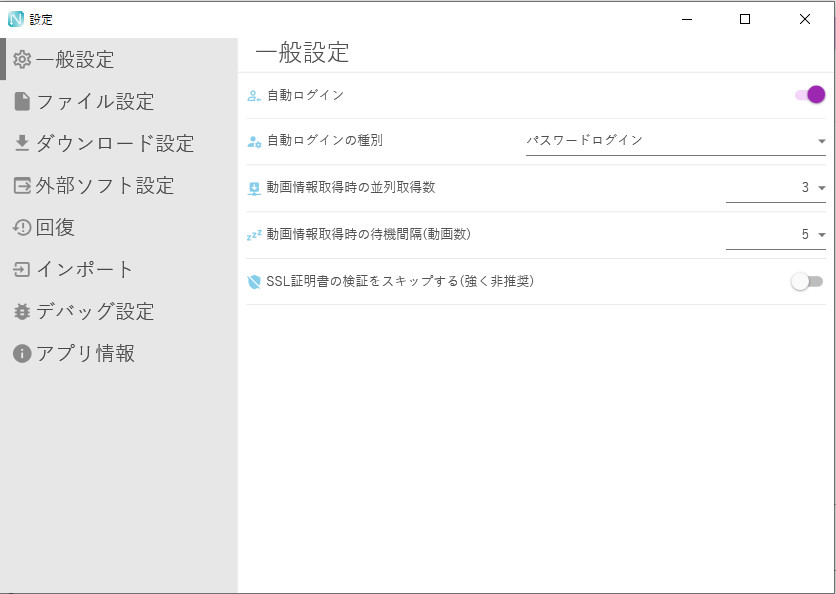 設定
一般設定
ファイル設定
ダウンロード設定
外部ソフト設定
回復
インポート
デバッグ設定
アプリ情報
一般設定
自動ログイン
自動ログインの種別 パスワードログイン
動画情報取得時の並列取得数 3
動画情報取得時の待機間隔(動画数) 5
SSL証明書の検証をスキップする(強く非推奨)